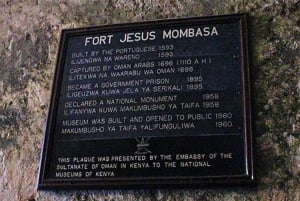 FORT JESUS MOMBASA
BUILT BY THE PORTUGUESE 1593
ILIJENGWA NA WARENO 1593
CAPTURED BY OMAN ARABS 1698 (1110 A H)
ILITEKWA NA WAARABU WA OMAN 1698
BECAME A GOVERNMENT PRISON 1895
ILIGEUZWA KUWA JELA YA SERIKALI 1895
DECLARED A NATIONAL MONUMENT 1958
ILIFANYWA KUWA MAKUMBUSHO YA TAIFA 1958
MUSEUM WAS BUILT AND OPENED TO PUBLIC 1960
MAKUMBUSHO YA TAIFA YALIFUNGULIWA 1960
THIS PLAQUE WAS PRESENTED BY THE EMBASSY OF THE
SULTANATE OF OMAN IN KENYA TO THE NATIONAL
MUSEUMS OF KENYA